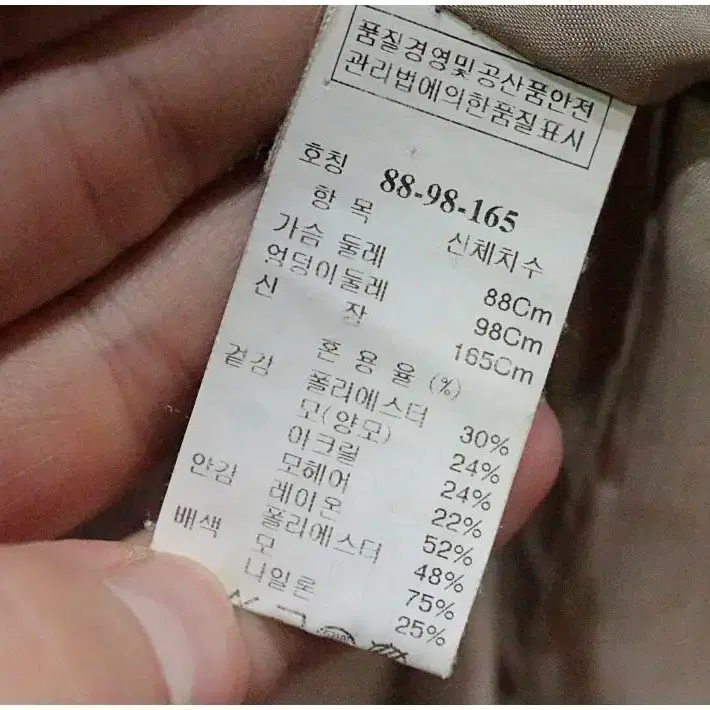 품질경영및공산품안전
관리법에의한품질표시
호칭 88-98-165
항 목 신체치수
가슴 둘레 88Cm
엉덩이둘레 98Cm
신 장 165Cm
혼 용 율 (%)
겉감 폴리에스터 30%
모(양모) 24%
아크릴 24%
모헤어 22%
안감 레이온 52%
폴리에스터 48%
배색 모 75%
나일론 25%